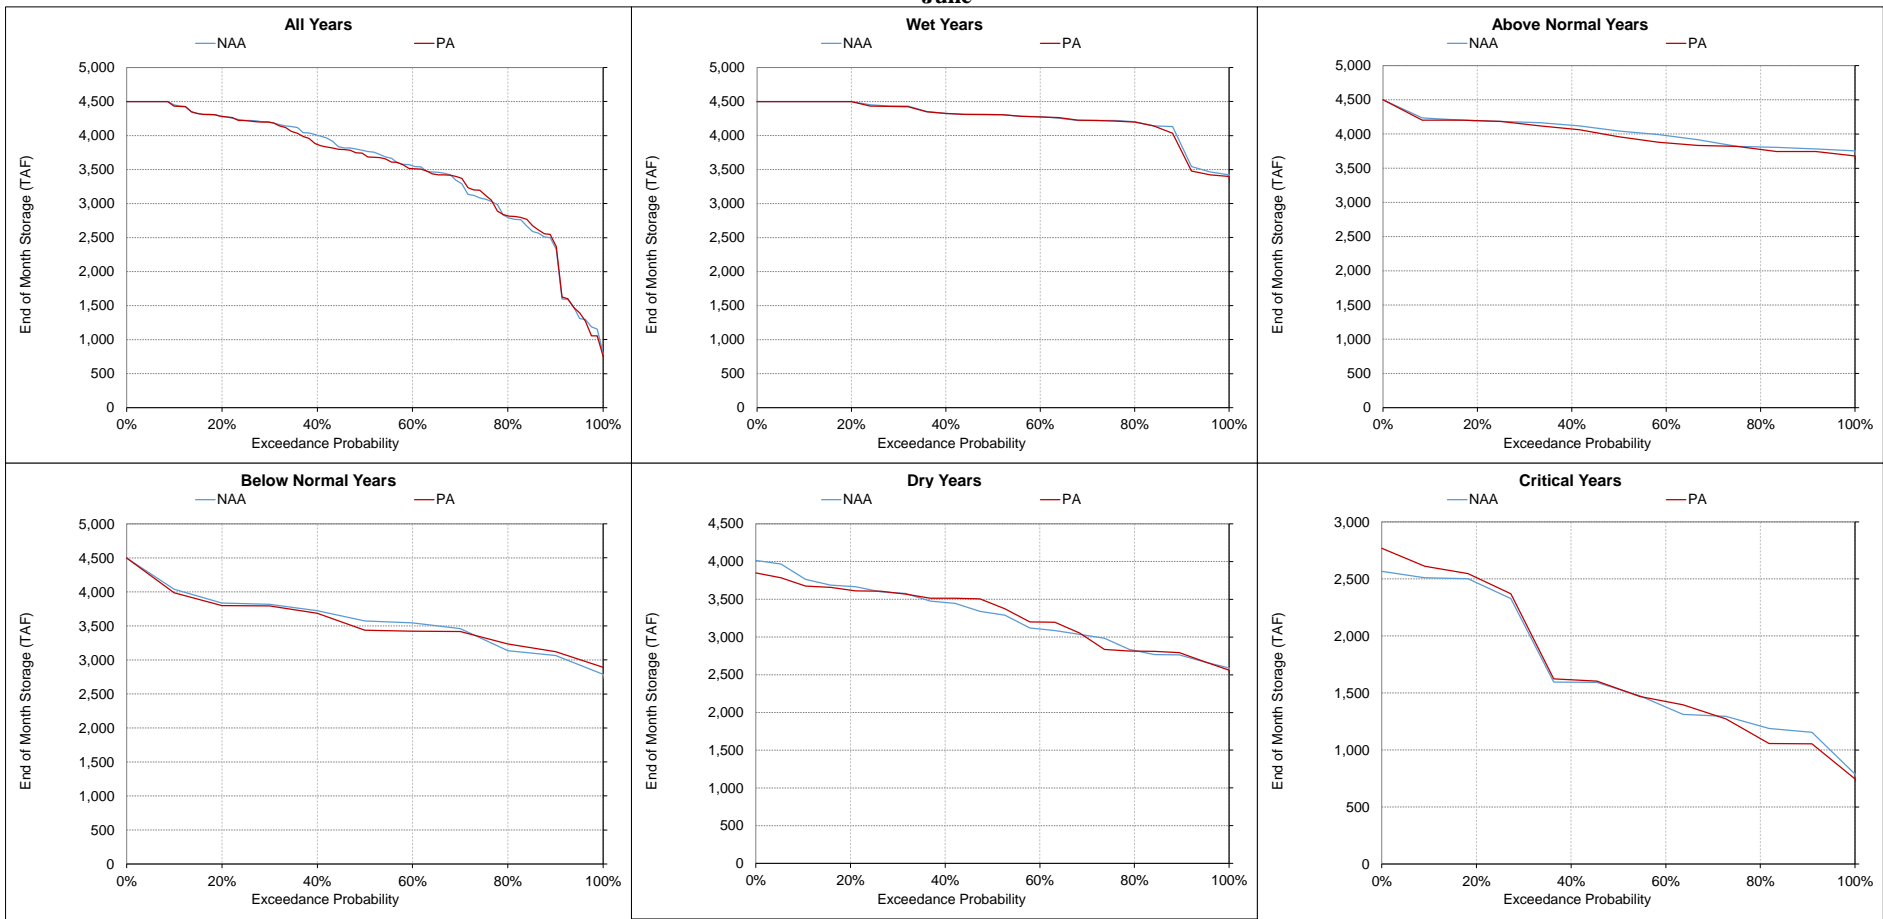 June
All Years
NAA PA
5,000
4,500
4,000
3,500
3,000
2,500
2,000
1,500
1,000
500
0
End of Month Storage (TAF)
0% 20% 40% 60% 80% 100%
Exceedance Probability
Wet Years
NAA PA
5,000
4,500
4,000
3,500
3,000
2,500
2,000
1,500
1,000
500
0
End of Month Storage (TAF)
0% 20% 40% 60% 80% 100%
Exceedance Probability
Above Normal Years
NAA PA
5,000
4,500
4,000
3,500
3,000
2,500
2,000
1,500
1,000
500
0
End of Month Storage (TAF)
0% 20% 40% 60% 80% 100%
Exceedance Probability
Below Normal Years
NAA PA
5,000
4,500
4,000
3,500
3,000
2,500
2,000
1,500
1,000
500
0
End of Month Storage (TAF)
0% 20% 40% 60% 80% 100%
Exceedance Probability
Dry Years
NAA PA
4,500
4,000
3,500
3,000
2,500
2,000
1,500
1,000
500
0
End of Month Storage (TAF)
0% 20% 40% 60% 80% 100%
Exceedance Probability
Critical Years
NAA PA
3,000
2,500
2,000
1,500
1,000
500
0
End of Month Storage (TAF)
0% 20% 40% 60% 80% 100%
Exceedance Probability